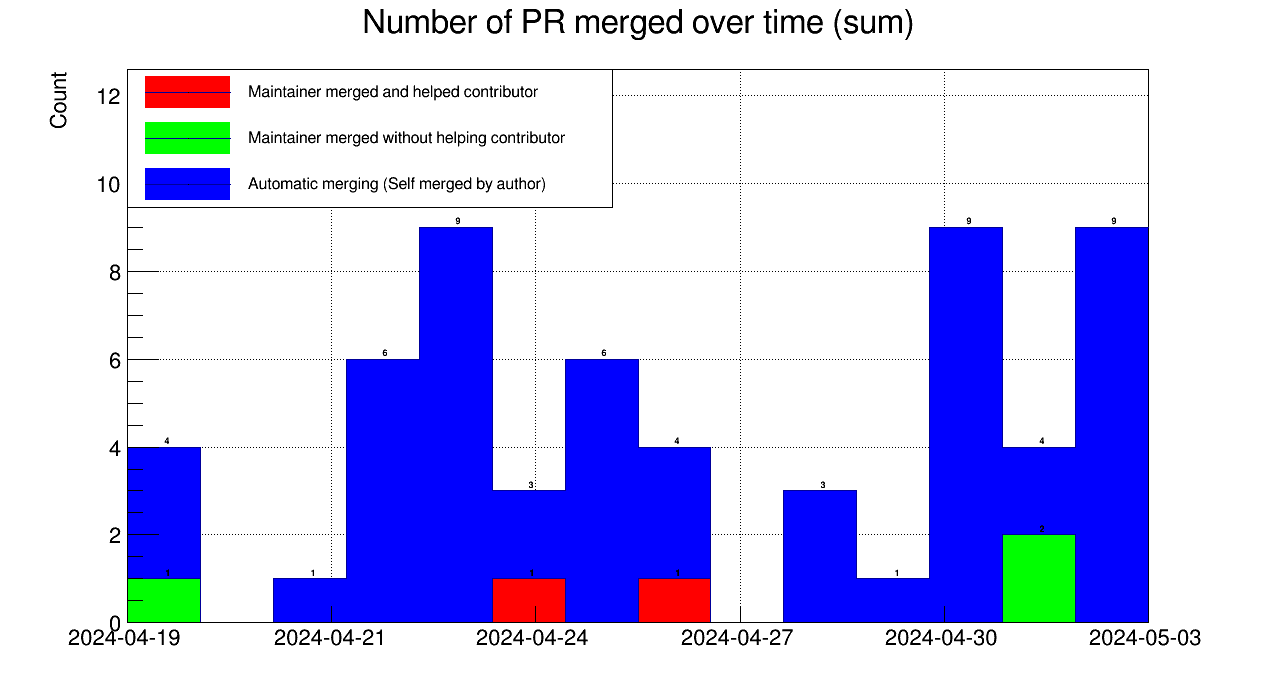 Number of PR merged over time (sum)
Count
Maintainer merged and helped contributor
Maintainer merged without helping contributor
Automatic merging (Self merged by author)
12
10
8
6
4
2
0
4 1 1 6 9 3 1 6 4 1 3 1 9 4 2 9
2024-04-19 2024-04-21 2024-04-24 2024-04-27 2024-04-30 2024-05-03